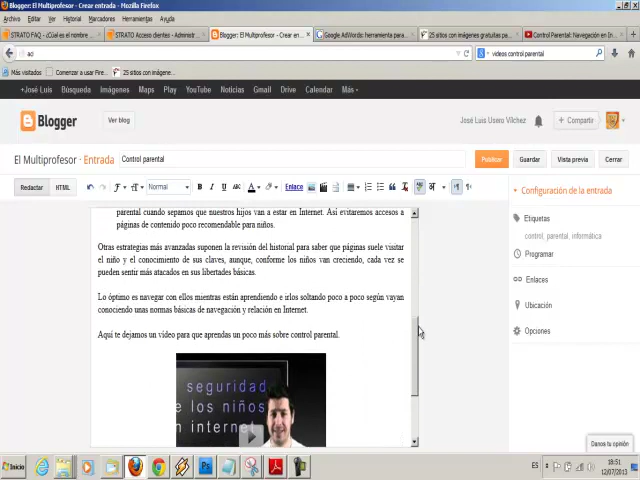 Blogger: El Multiprofesor - Crear entrada - Mozilla Firefox
Archivo Editar Ver Historial Marcadores Herramientas Ayuda
STRATO FAQ - ¿Cúal es el nombre ...
STRATO Acceso clientes - Administr...
Blogger: El Multiprofesor - Crear en...
Google AdWords: herramienta para...
25 sitios con imágenes gratuitas pa...
Control Parental: Navegación en In...
ad
videos control parental
Más visitados
Comenzar a usar Fire...
25 sitios con imágene...
+José Luis Búsqueda Imágenes Maps Play YouTube Noticias Gmail Drive Calendar Más
Blogger
Ver blog
José Luis Usero Vílchez
+ Compartir
El Multiprofesor · Entrada
Control parental
Publicar
Guardar
Vista previa
Cerrar
Redactar
HTML
Normal
B I U ABC A
Enlace
Configuración de la entrada
parental cuando sepamos que nuestros hijos van a estar en Internet. Así evitaremos accesos a
páginas de contenido poco recomendable para niños.
Otras estrategias más avanzadas suponen la revisión del historial para saber que páginas suele visitar
el niño y el conocimiento de sus claves, aunque, conforme los niños van creciendo, cada vez se
pueden sentir más atacados en sus libertades básicas.
Lo óptimo es navegar con ellos mientras están aprendiendo e irlos soltando poco a poco según vayan
conociendo unas normas básicas de navegación y relación en Internet.
Aquí te dejamos un vídeo para que aprendas un poco más sobre control parental.
seguridad
e los niños
n internet
Etiquetas
control, parental, informática
Programar
Enlaces
Ubicación
Opciones
Danos tu opinión
Inicio
ES
18:51
12/07/2013